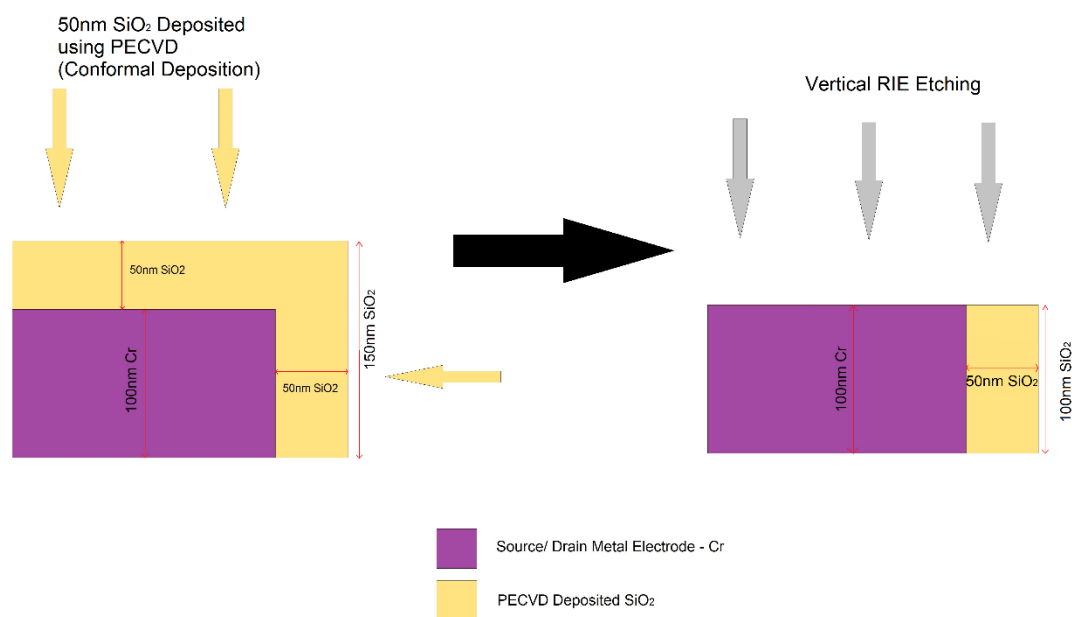 50nm SiO₂ Deposited
using PECVD
(Conformal Deposition)
Vertical RIE Etching
50nm SiO2
150nm SiO₂
100nm Cr
50nm SiO2
100nm Cr
50nm SiO₂
100nm SiO₂
Source/ Drain Metal Electrode - Cr
PECVD Deposited SiO₂